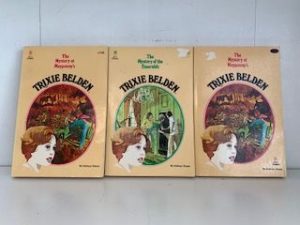 The
Mystery at
Maypenny's
TRIXIE BELDEN
The
Mystery of the
Emeralds
TRIXIE BELDEN
The
Mystery at
Maypenny's
TRIXIE BELDEN